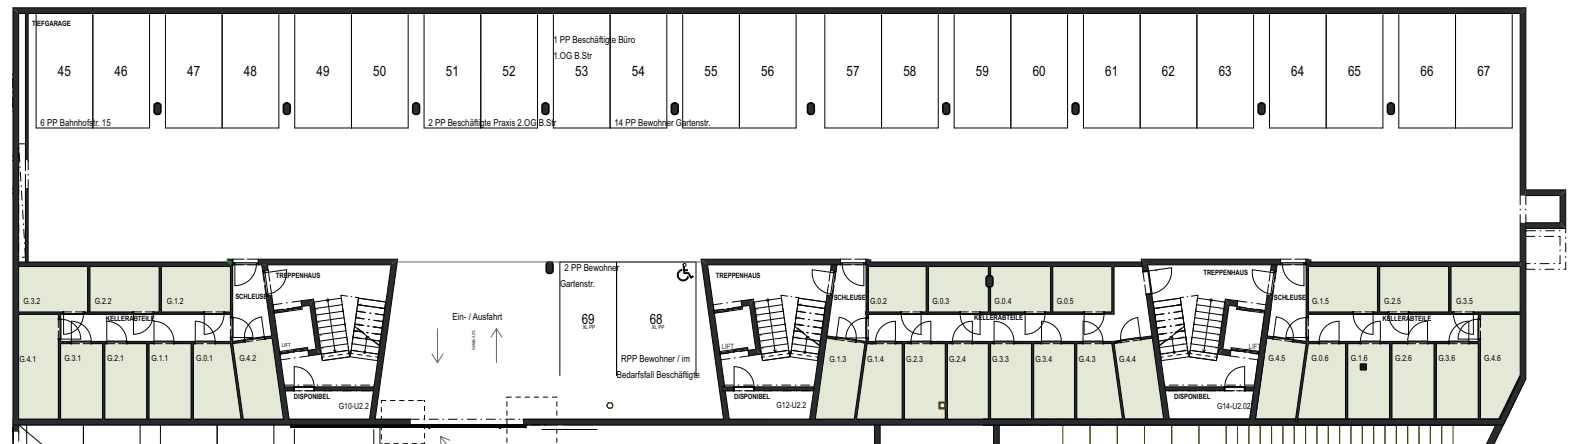 TIEFGARAGE
1 PP Beschäftigte Büro
1.OG B.Str
45 46 47 48 49 50 51 52 53 54 55 56 57 58 59 60 61 62 63 64 65 66 67
6 PP Bahnhofstr. 15
2 PP Beschäftigte Praxis 2.OG B.Str
14 PP Bewohner Gartenstr.
2 PP Bewohner
Gartenstr.
TREPPENHAUS
TREPPENHAUS
TREPPENHAUS
SCHLEUSE
SCHLEUSE
SCHLEUSE
G.3.2 G.2.2 G.1.2
G.0.2 G.0.3 G.0.4 G.0.5
G.1.5 G.2.5 G.3.5
KELLERABTEILE
KELLERABTEILE
KELLERABTEILE
Ein- / Ausfahrt
69
XL PP
68
XL PP
LIFT
LIFT
LIFT
G.4.1 G.3.1 G.2.1 G.1.1 G.0.1 G.4.2
RPP Bewohner / im
Bedarfsfall Beschäftigte
G.1.3 G.1.4 G.2.3 G.2.4 G.3.3 G.3.4 G.4.3 G.4.4
G.4.5 G.0.6 G.1.6 G.2.6 G.3.6 G.4.6
DISPONIBEL
G10-U2.2
DISPONIBEL
G12-U2.2
DISPONIBEL
G14-U2.02